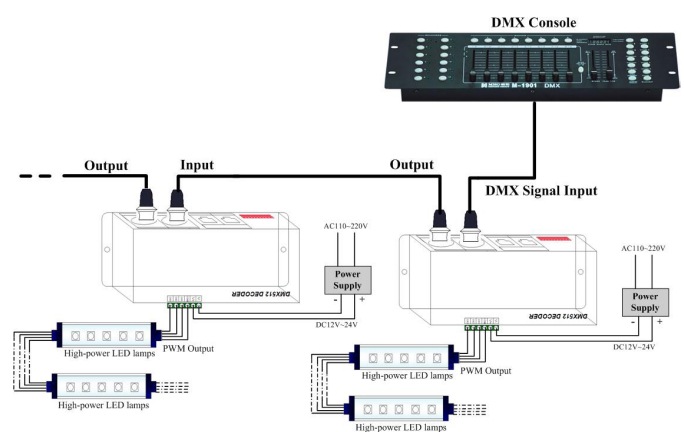 DMX Console
M-1901 DMX
Output
Input
Output
DMX Signal Input
AC110~220V
AC110~220V
Power
Supply
- +
Power
Supply
- +
DMX512 DECODER
DMX512 DECODER
DC12V~24V
DC12V~24V
PWM Output
High-power LED lamps
PWM Output
High-power LED lamps
High-power LED lamps
High-power LED lamps